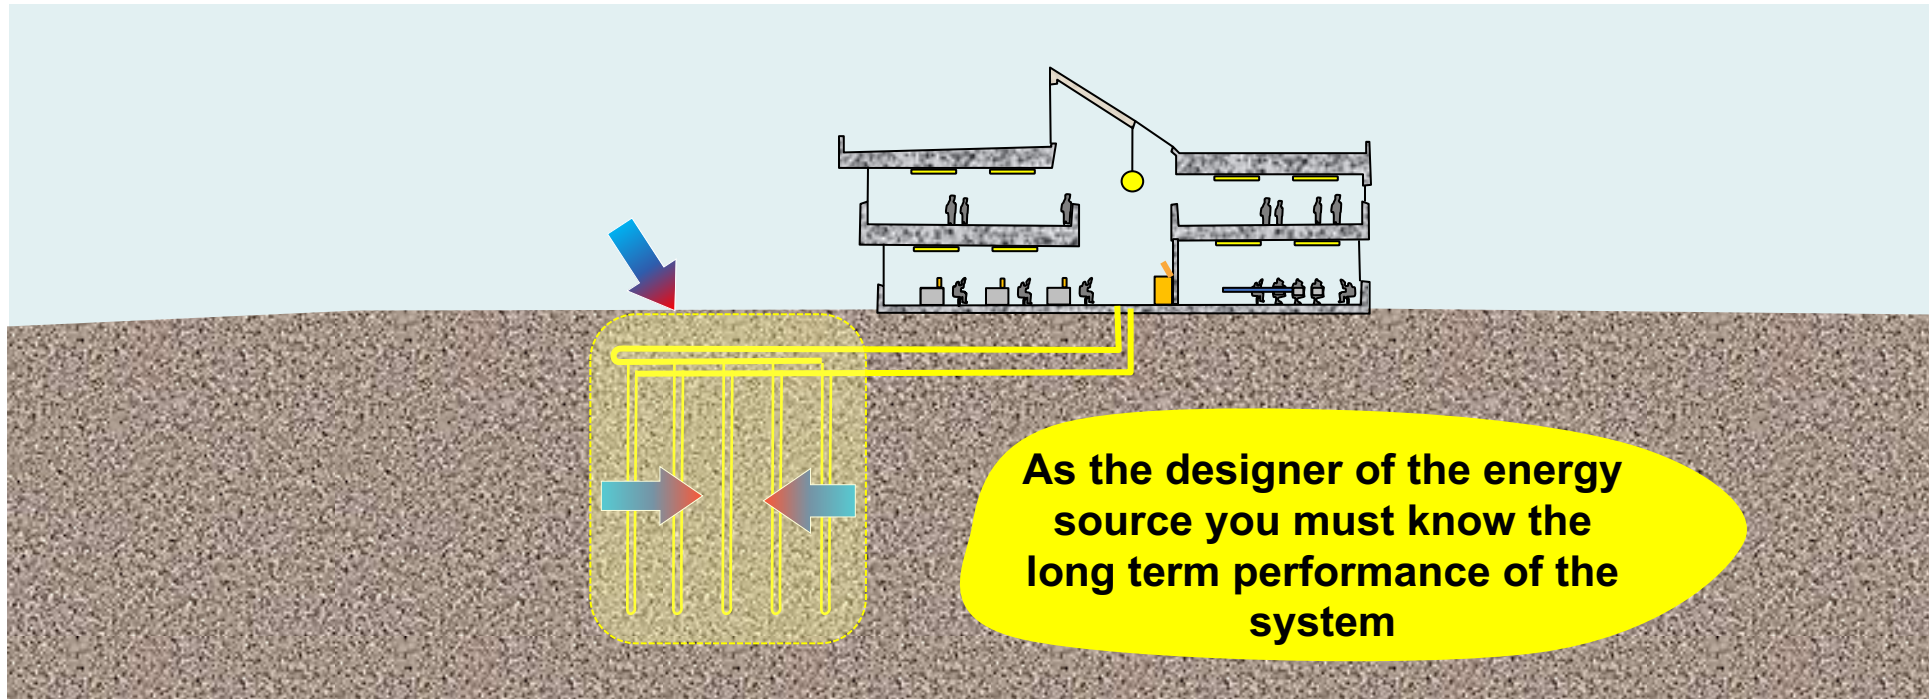 As the designer of the energy
source you must know the
long term performance of the
system